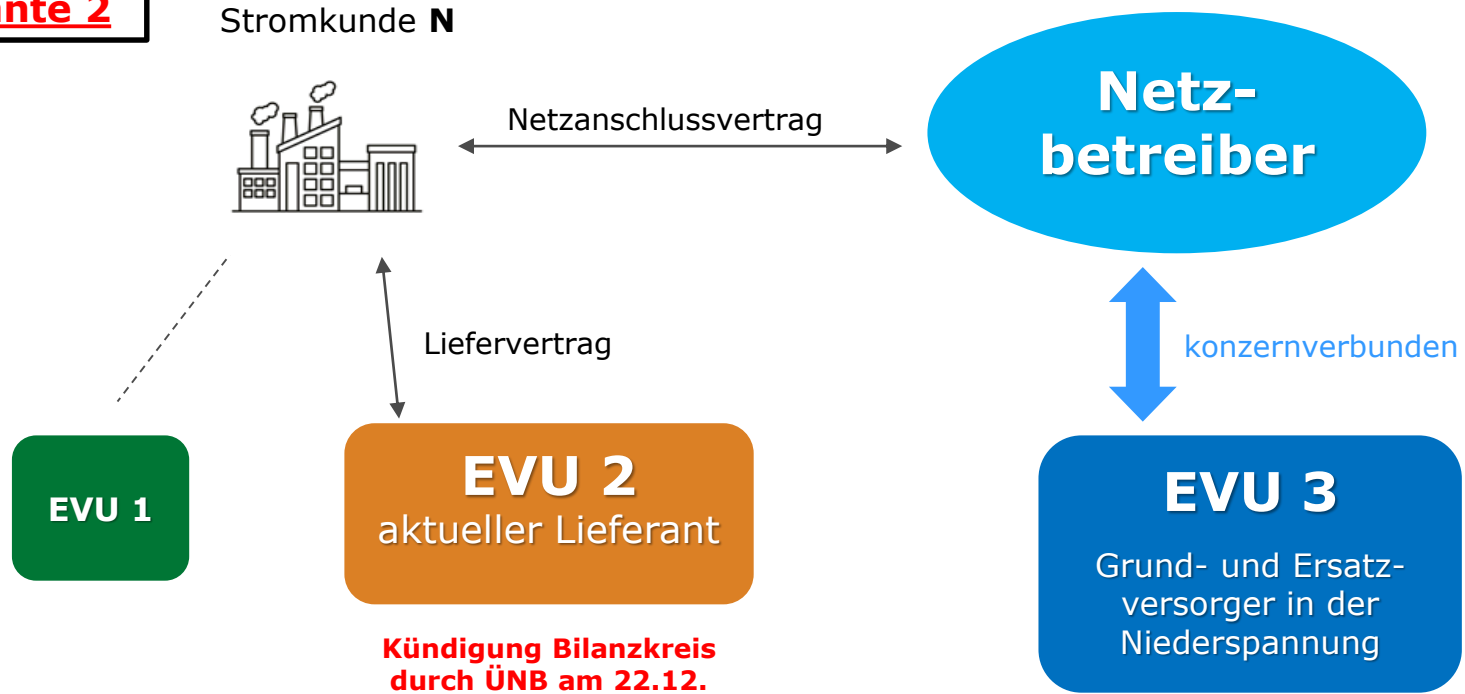 ante 2
Stromkunde N
Netz-
betreiber
Netzanschlussvertrag
Liefervertrag
konzernverbunden
EVU 1
EVU 2
aktueller Lieferant
EVU 3
Grund- und Ersatz-
versorger in der
Niederspannung
Kündigung Bilanzkreis
durch ÜNB am 22.12.